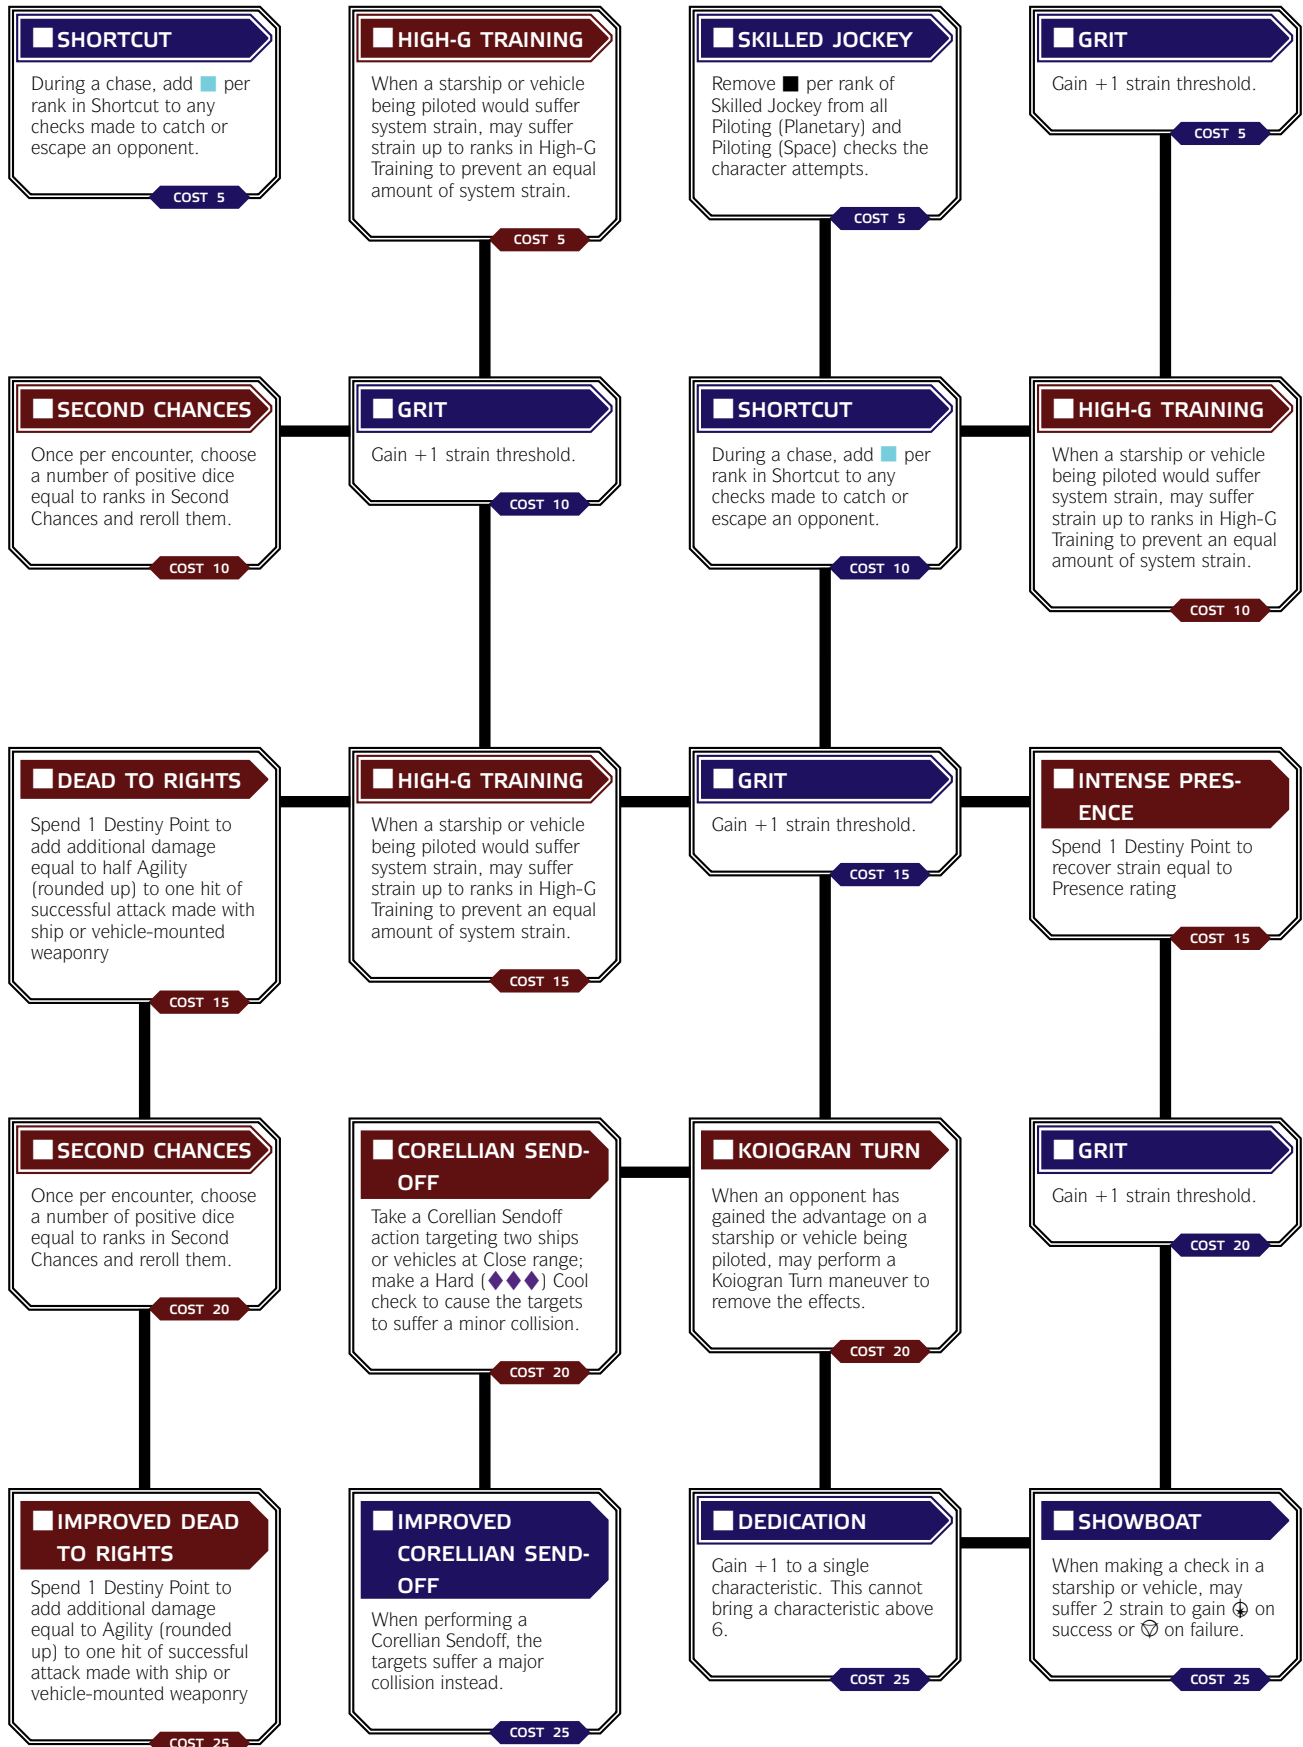 SHORTCUT
During a chase, add per
rank in Shortcut to any
checks made to catch or
escape an opponent.
COST 5
HIGH-G TRAINING
When a starship or vehicle
being piloted would suffer
system strain, may suffer
strain up to ranks in High-G
Training to prevent an equal
amount of system strain.
COST 5
SKILLED JOCKEY
Remove per rank of
Skilled Jockey from all
Piloting (Planetary) and
Piloting (Space) checks the
character attempts.
COST 5
GRIT
Gain +1 strain threshold.
COST 5
SECOND CHANCES
Once per encounter, choose
a number of positive dice
equal to ranks in Second
Chances and reroll them.
COST 10
GRIT
Gain +1 strain threshold.
COST 10
SHORTCUT
During a chase, add per
rank in Shortcut to any
checks made to catch or
escape an opponent.
COST 10
HIGH-G TRAINING
When a starship or vehicle
being piloted would suffer
system strain, may suffer
strain up to ranks in High-G
Training to prevent an equal
amount of system strain.
COST 10
DEAD TO RIGHTS
Spend 1 Destiny Point to
add additional damage
equal to half Agility
(rounded up) to one hit of
successful attack made with
ship or vehicle-mounted
weaponry
COST 15
HIGH-G TRAINING
When a starship or vehicle
being piloted would suffer
system strain, may suffer
strain up to ranks in High-G
Training to prevent an equal
amount of system strain.
COST 15
GRIT
Gain +1 strain threshold.
COST 15
INTENSE PRES-
ENCE
Spend 1 Destiny Point to
recover strain equal to
Presence rating
COST 15
SECOND CHANCES
Once per encounter, choose
a number of positive dice
equal to ranks in Second
Chances and reroll them.
COST 20
CORELLIAN SEND-
OFF
Take a Corellian Sendoff
action targeting two ships
or vehicles at Close range;
make a Hard (◆◆◆) Cool
check to cause the targets
to suffer a minor collision.
COST 20
KOIOGRAN TURN
When an opponent has
gained the advantage on a
starship or vehicle being
piloted, may perform a
Koiogran Turn maneuver to
remove the effects.
COST 20
GRIT
Gain +1 strain threshold.
COST 20
IMPROVED DEAD
TO RIGHTS
Spend 1 Destiny Point to
add additional damage
equal to Agility (rounded
up) to one hit of successful
attack made with ship or
vehicle-mounted weaponry
COST 25
IMPROVED
CORELLIAN SEND-
OFF
When performing a
Corellian Sendoff, the
targets suffer a major
collision instead.
COST 25
DEDICATION
Gain +1 to a single
characteristic. This cannot
bring a characteristic above
6.
COST 25
SHOWBOAT
When making a check in a
starship or vehicle, may
suffer 2 strain to gain on
success or on failure.
COST 25